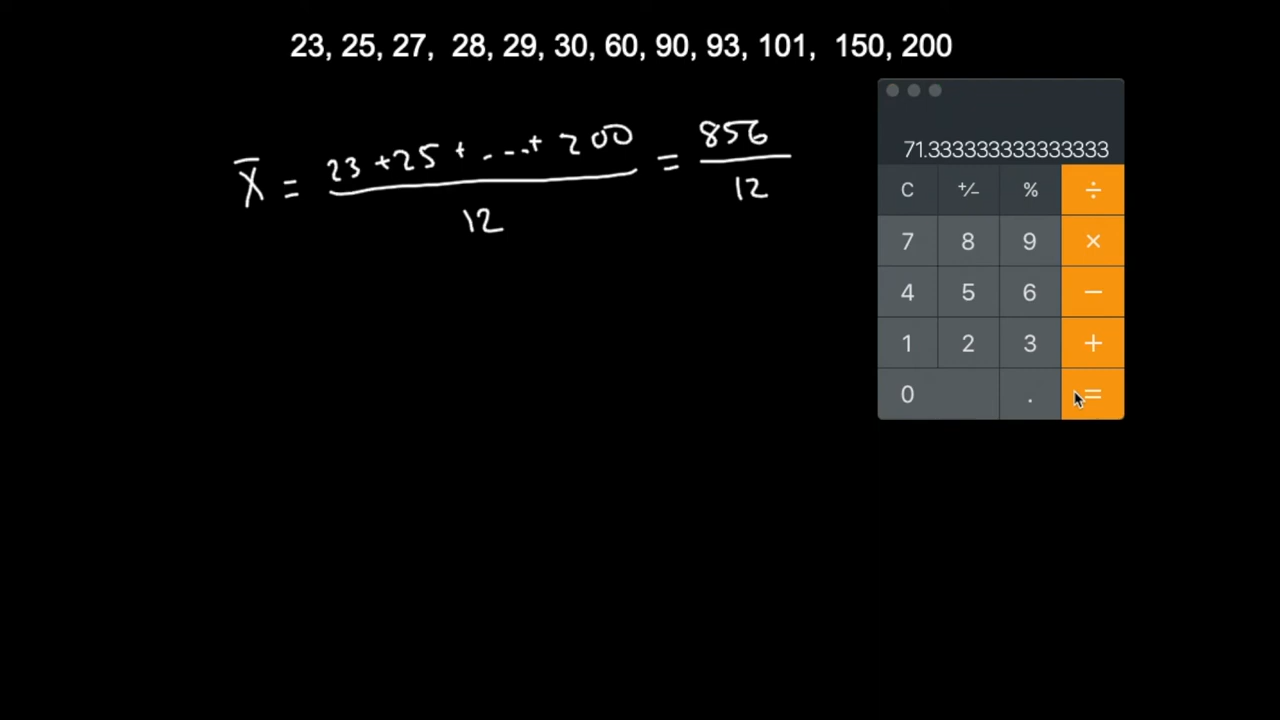 23, 25, 27, 28, 29, 30, 60, 90, 93, 101, 150, 200
X̄ = 23 + 25 + ....+ 200 / 12 = 856 / 12
71.333333333333333
C +/− % ÷
7 8 9 ×
4 5 6 −
1 2 3 +
0 . =